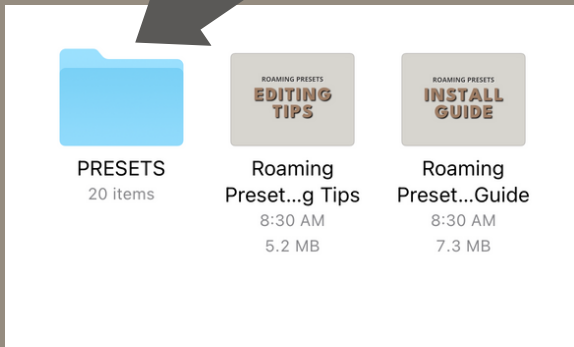 ROAMING PRESETS
EDITING
TIPS
ROAMING PRESETS
INSTALL
GUIDE
PRESETS
20 items
Roaming
Preset...g Tips
8:30 AM
5.2 MB
Roaming
Preset...Guide
8:30 AM
7.3 MB